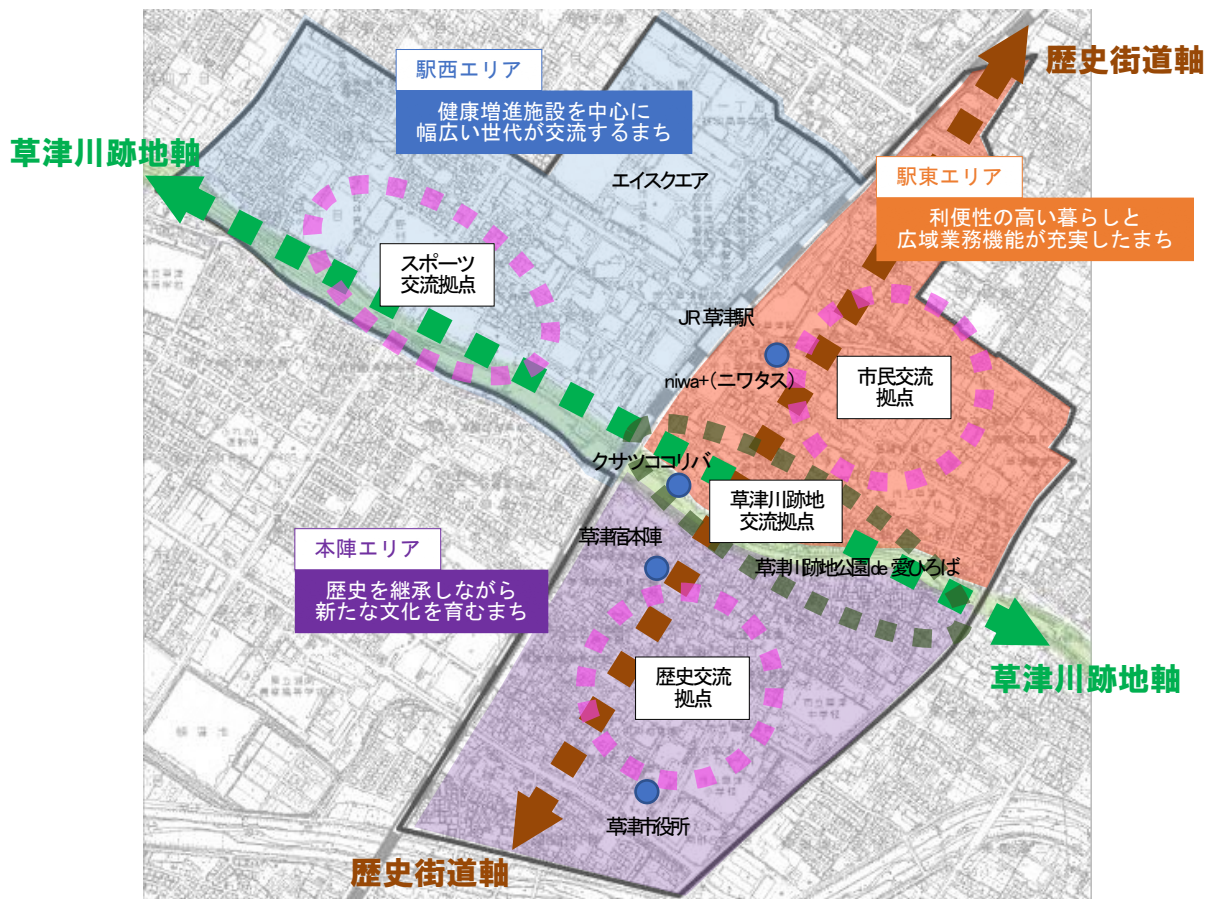 歴史街道軸
駅西エリア
健康増進施設を中心に
幅広い世代が交流するまち
草津川跡地軸
エイスクエア
駅東エリア
利便性の高い暮らしと
広域業務機能が充実したまち
スポーツ
交流拠点
JR草津駅
niwa+(ニワタス)
市民交流
拠点
クサツココリバ
草津川跡地
交流拠点
草津宿本陣
本陣エリア
歴史を継承しながら
新たな文化を育むまち
草津川跡地公園de愛ひろば
歴史交流
拠点
草津川跡地軸
草津市役所
歴史街道軸